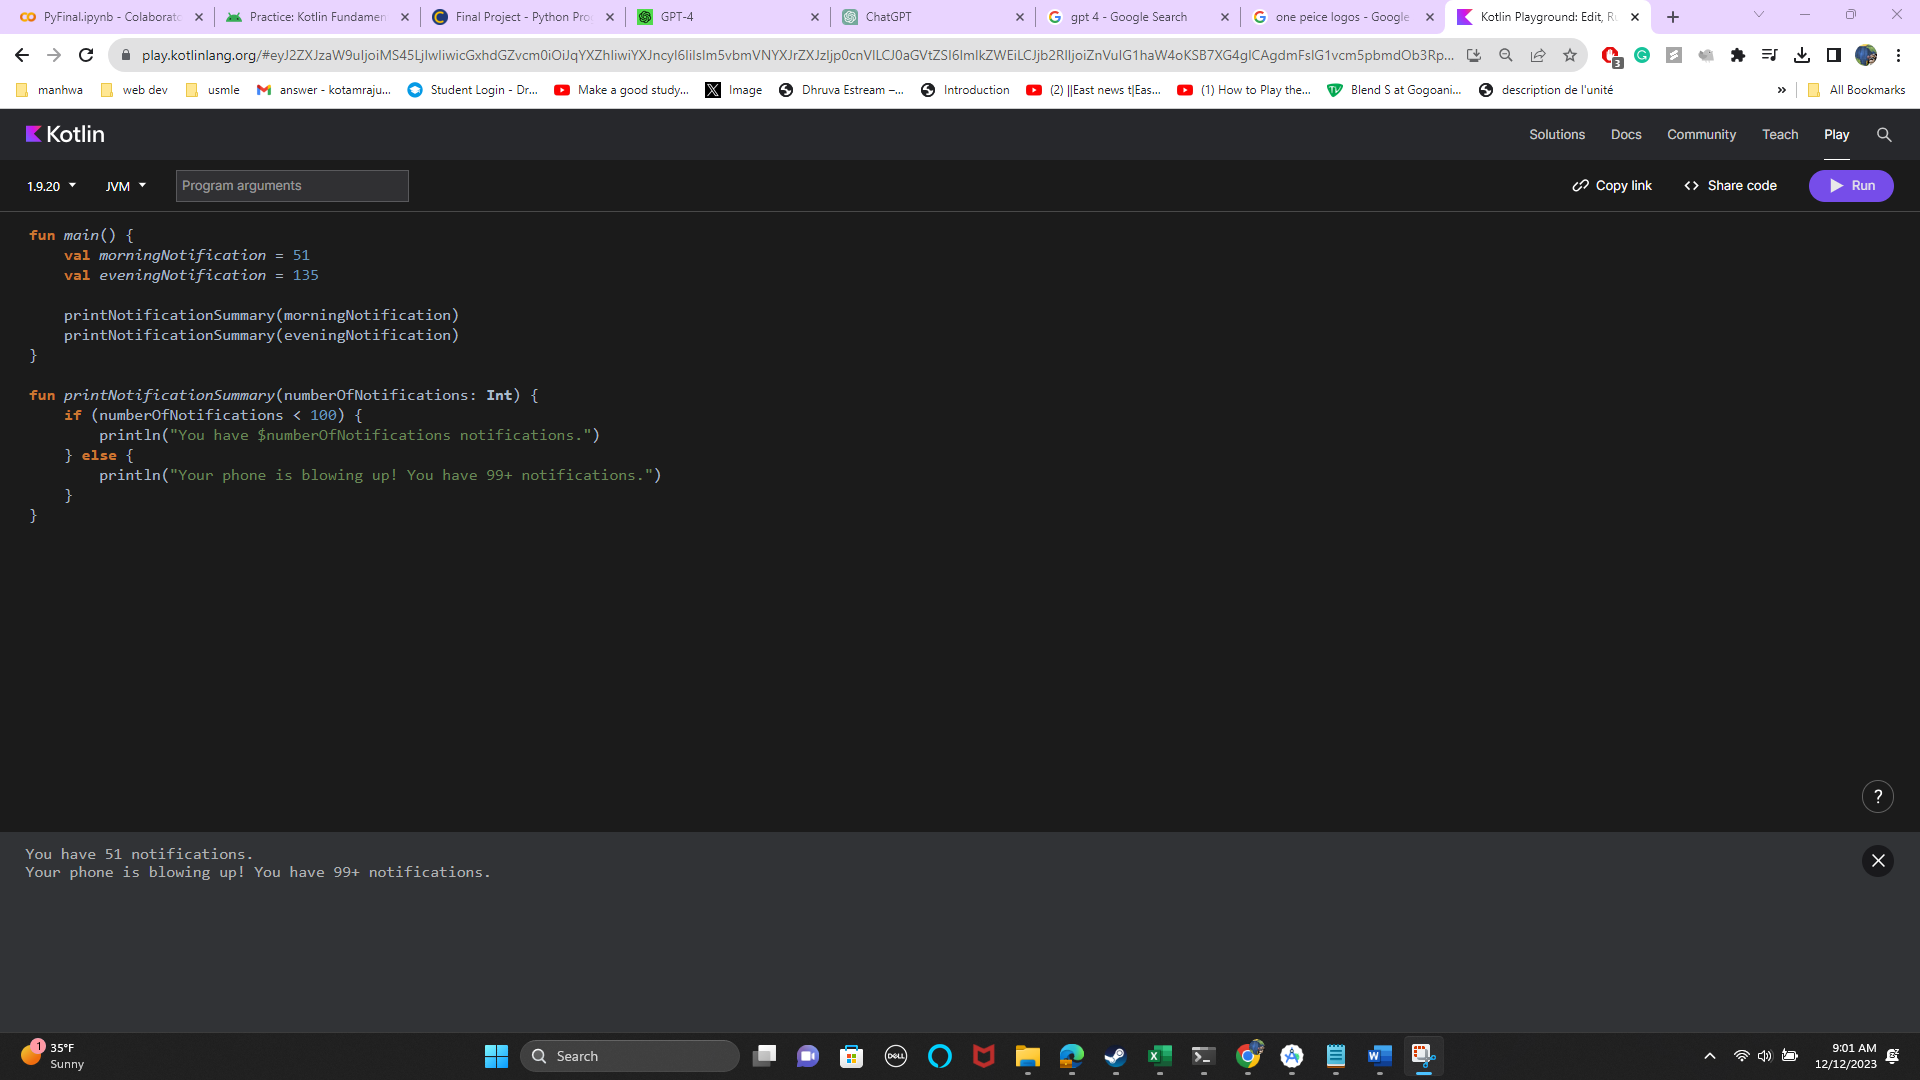 PyFinal.ipynb - Colaborato
Practice: Kotlin Fundamen
Final Project - Python Pro
GPT-4
ChatGPT
gpt 4 - Google Search
one peice logos - Google
Kotlin Playground: Edit, Ru
manhwa
web dev
usmle
answer - kotamraju...
Student Login - Dr...
Make a good study...
Image
Dhruva Estream –...
Introduction
(2) ||East news t|Eas...
(1) How to Play the...
Blend S at Gogoani...
description de l'unité
All Bookmarks
Kotlin
Solutions
Docs
Community
Teach
Play
1.9.20
JVM
Program arguments
Copy link
Share code
Run
fun main() {
    val morningNotification = 51
    val eveningNotification = 135
    printNotificationSummary(morningNotification)
    printNotificationSummary(eveningNotification)
}
fun printNotificationSummary(numberOfNotifications: Int) {
    if (numberOfNotifications < 100) {
        println("You have $numberOfNotifications notifications.")
    } else {
        println("Your phone is blowing up! You have 99+ notifications.")
    }
}
?
You have 51 notifications.
Your phone is blowing up! You have 99+ notifications.
1
35°F
Sunny
Search
DELL
9:01 AM
12/12/2023